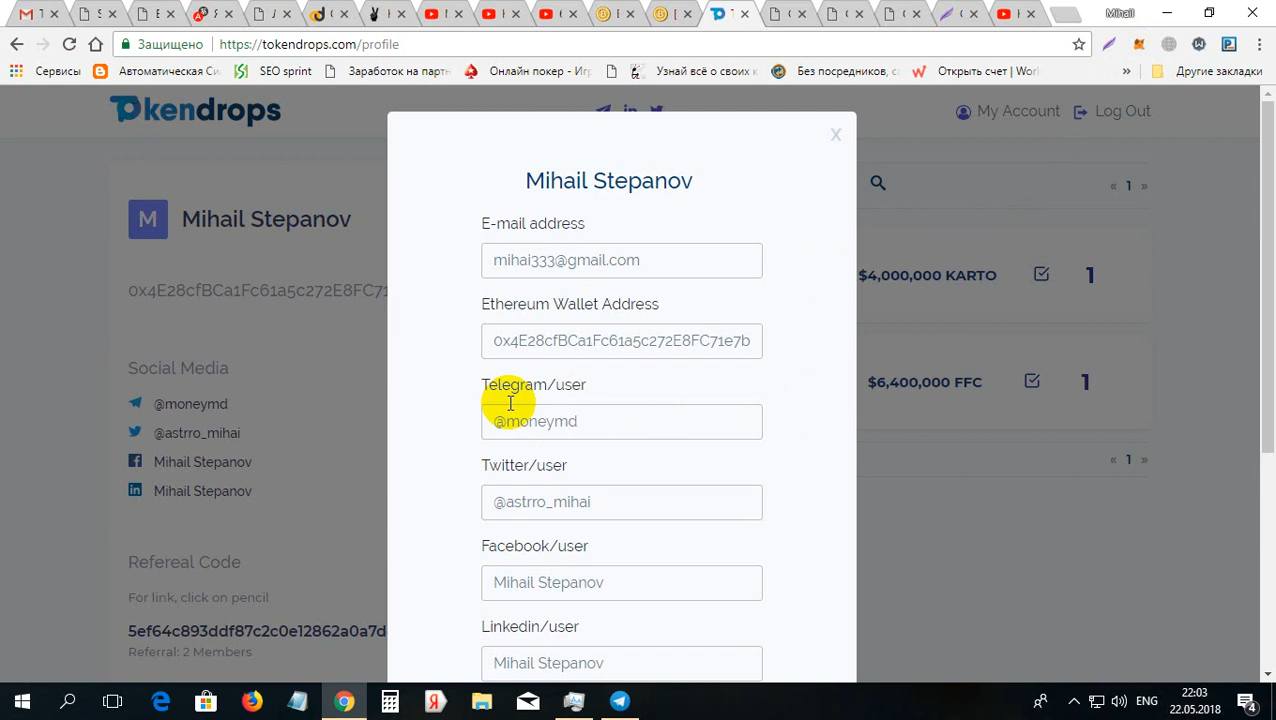 Mihail
Защищено
https://tokendrops.com/profile
Сервисы
Автоматическая Си
SEO sprint
Заработок на партн
Онлайн покер - Игр
Узнай всё о своих к
Без посредников, са
Открыть счет | Worl
»
Другие закладки
Tokendrops
My Account
Log Out
X
M
Mihail Stepanov
0x4E28cfBCa1Fc61a5c272E8FC71
Social Media
@moneymd
@astrro_mihai
Mihail Stepanov
Mihail Stepanov
Refereal Code
For link, click on pencil
5ef64c893ddf87c2c0e12862a0a7d
Referral: 2 Members
Mihail Stepanov
E-mail address
mihai333@gmail.com
Ethereum Wallet Address
0x4E28cfBCa1Fc61a5c272E8FC71e7b
Telegram/user
@moneymd
Twitter/user
@astrro_mihai
Facebook/user
Mihail Stepanov
Linkedin/user
Mihail Stepanov
« 1 »
$4,000,000 KARTO 1
$6,400,000 FFC 1
« 1 »
ENG
22:03
22.05.2018
4